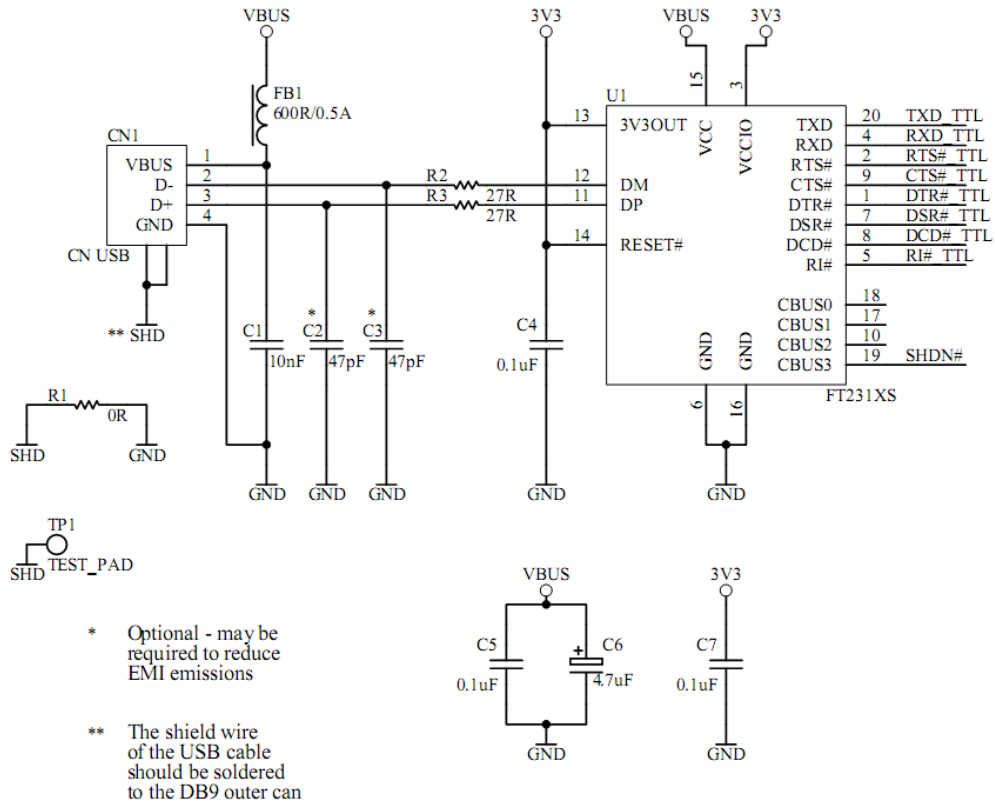 VBUS
3V3
VBUS
3V3
FB1
600R/0.5A
CN1
VBUS
D-
D+
GND
1
2
3
4
CN USB
** SHD
R2
27R
R3
27R
U1
15
3
13
12
11
14
3V3OUT
DM
DP
RESET#
VCC
VCCIO
TXD
RXD
RTS#
CTS#
DTR#
DSR#
DCD#
RI#
20 TXD_TTL
4 RXD_TTL
2 RTS#_TTL
9 CTS#_TTL
1 DTR#_TTL
7 DSR#_TTL
8 DCD#_TTL
5 RI#_TTL
CBUS0 18
CBUS1 17
CBUS2 10
CBUS3 19 SHDN#
GND
GND
6
16
FT231XS
C1
10nF
*
C2
47pF
*
C3
47pF
C4
0.1uF
R1
0R
SHD
GND
GND
GND
GND
GND
GND
TP1
SHD
TEST_PAD
VBUS
3V3
C5
0.1uF
+
C6
4.7uF
C7
0.1uF
GND
GND
* Optional - may be
required to reduce
EMI emissions
** The shield wire
of the USB cable
should be soldered
to the DB9 outer can